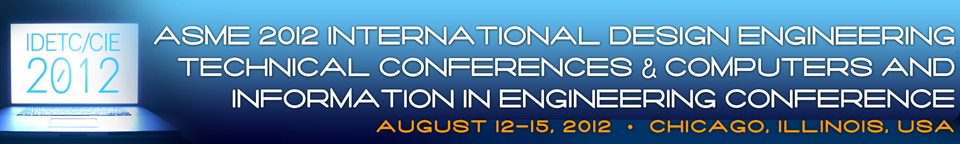 IDETC/CIE
2012
ASME 2012 INTERNATIONAL DESIGN ENGINEERING
TECHNICAL CONFERENCES & COMPUTERS AND
INFORMATION IN ENGINEERING CONFERENCE
AUGUST 12-15, 2012 • CHICAGO, ILLINOIS, USA